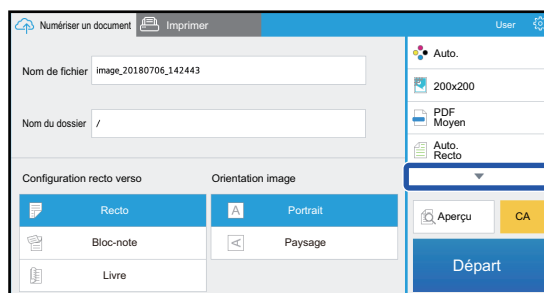 Numériser un document
Imprimer
User
Nom de fichier
image_20180706_142443
Nom du dossier
/
Configuration recto verso
Orientation image
Recto
A
Portrait
Bloc-note
A
Paysage
Livre
Auto.
200x200
PDF
Moyen
Auto.
Recto
Aperçu
CA
Départ